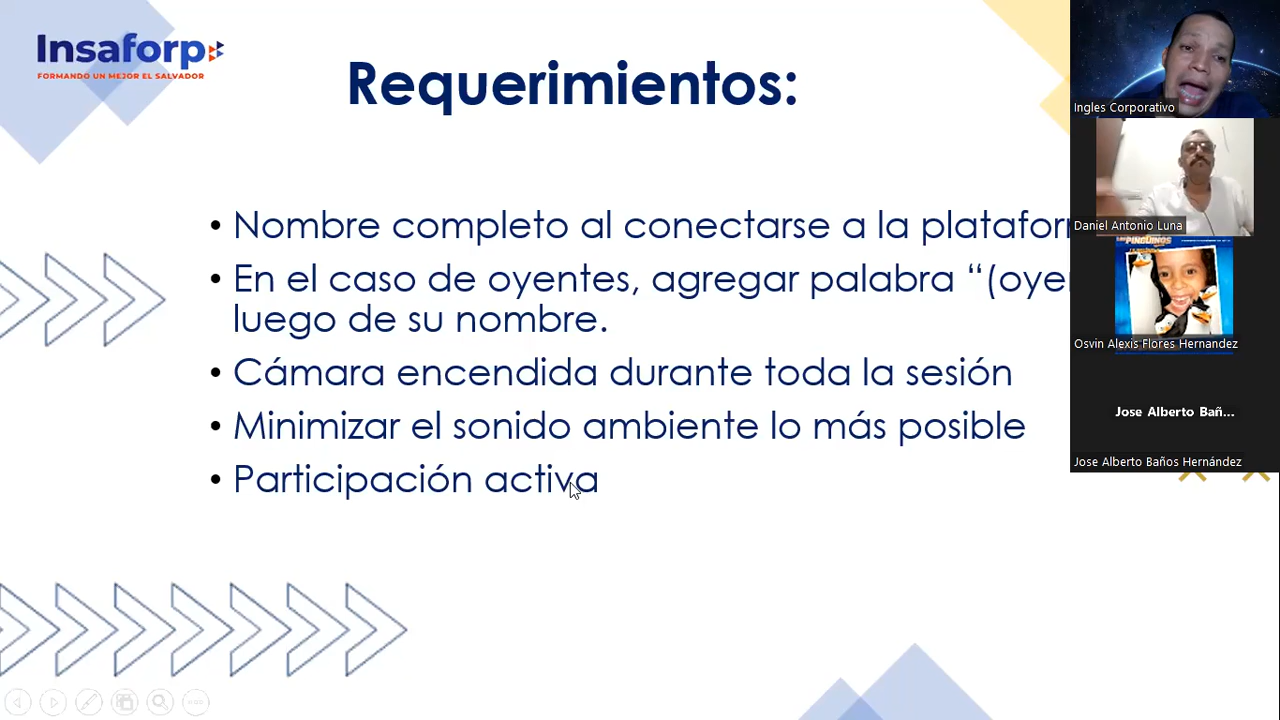 Insaforp
FORMANDO UN MEJOR EL SALVADOR
Requerimientos:
• Nombre completo al conectarse a la
• En el caso de oyentes, agregar palabra
luego de su nombre.
• Cámara encendida durante toda la sesión
• Minimizar el sonido ambiente lo más posible
• Participación activa
Ingles Corporativo
Daniel Antonio Luna
PINGÜINOS
Osvin Alexis Flores Hernandez
Jose Alberto Bañ...
Jose Alberto Baños Hernández